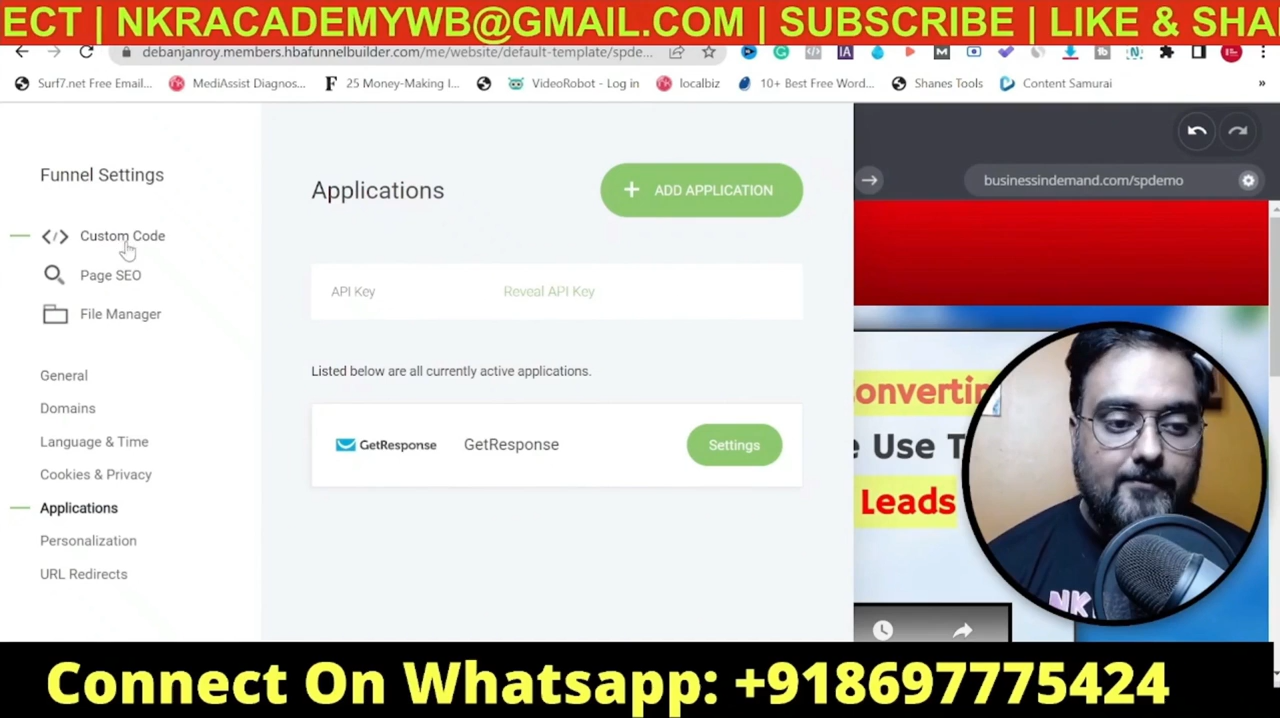 ECT | NKRACADEMYWB@GMAIL.COM | SUBSCRIBE | LIKE & SHA
debanjanroy.members.hbafunnelbuilder.com/me/website/default-template/spde...
Surf7.net Free Email... MediAssist Diagnos... 25 Money-Making I... VideoRobot - Log in localbiz 10+ Best Free Word... Shanes Tools Content Samurai »
Funnel Settings
Custom Code
Page SEO
File Manager
General
Domains
Language & Time
Cookies & Privacy
Applications
Personalization
URL Redirects
Applications
+ ADD APPLICATION
API Key Reveal API Key
Listed below are all currently active applications.
GetResponse GetResponse Settings
businessindemand.com/spdemo
onvertin
e Use T
Leads
NK
Connect On Whatsapp: +918697775424